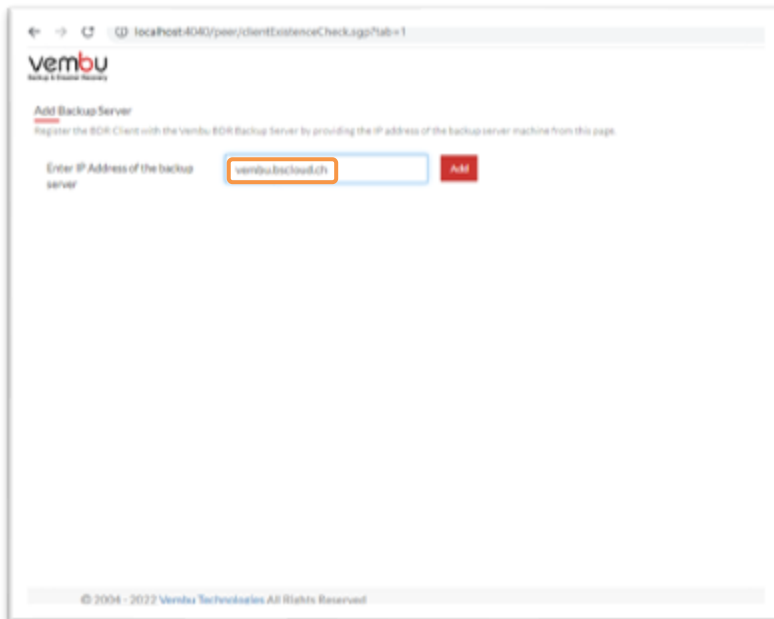 localhost:4040/peer/clientExistenceCheck.sgp?tab=1
vembu
Backup & Disaster Recovery
Add Backup Server
Register the BDR Client with the Vembu BDR Backup Server by providing the IP address of the backup server machine from this page.
Enter IP Address of the backup server
vembu.bscloud.ch
Add
© 2004 - 2022 Vembu Technologies All Rights Reserved